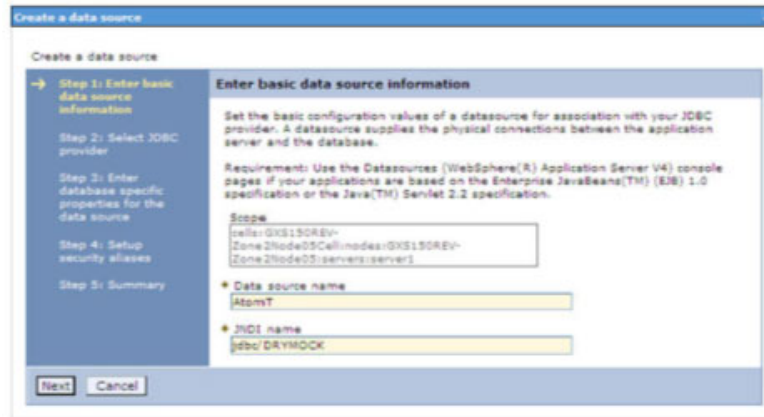 Create a data source
Create a data source
Step 1: Enter basic
data source
information
Step 2: Select JDBC
provider
Step 3: Enter
database specific
properties for the
data source
Step 4: Setup
security aliases
Step 5: Summary
Enter basic data source information
Set the basic configuration values of a datasource for association with your JDBC
provider. A datasource supplies the physical connections between the application
server and the database.
Requirement: Use the Datasources (WebSphere(R) Application Server V4) console
pages if your applications are based on the Enterprise JavaBeans(TM) (EJB) 1.0
specification or the Java(TM) Servlet 2.2 specification.
Scope
cells:GXS150REV-
Zone2Node05Cell:nodes:GXS150REV-
Zone2Node05:servers:server1
Data source name
AtomT
JNDI name
jdbc/DRYMOCK
Next Cancel